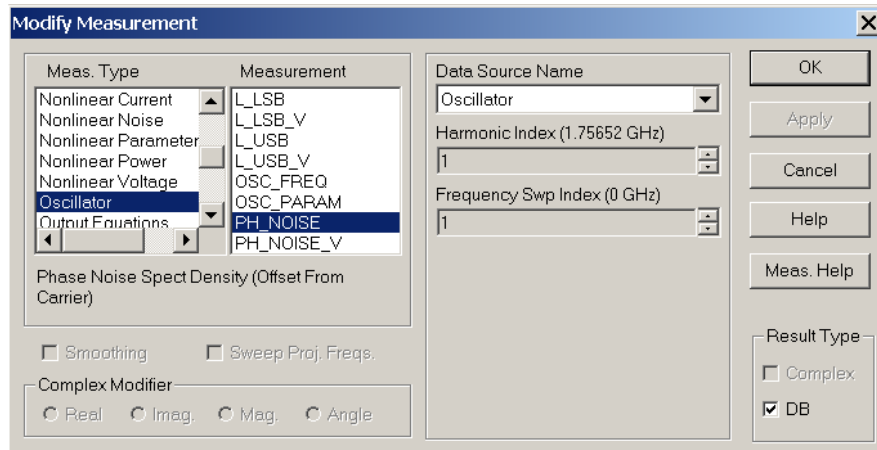 Modify Measurement
Meas. Type
Measurement
Nonlinear Current
Nonlinear Noise
Nonlinear Parameter
Nonlinear Power
Nonlinear Voltage
Oscillator
Output Equations
L_LSB
L_LSB_V
L_USB
L_USB_V
OSC_FREQ
OSC_PARAM
PH_NOISE
PH_NOISE_V
Phase Noise Spect Density (Offset From
Carrier)
Smoothing
Sweep Proj. Freqs.
Complex Modifier
Real
Imag.
Mag.
Angle
Data Source Name
Oscillator
Harmonic Index (1.75652 GHz)
1
Frequency Swp Index (0 GHz)
1
OK
Apply
Cancel
Help
Meas. Help
Result Type
Complex
DB